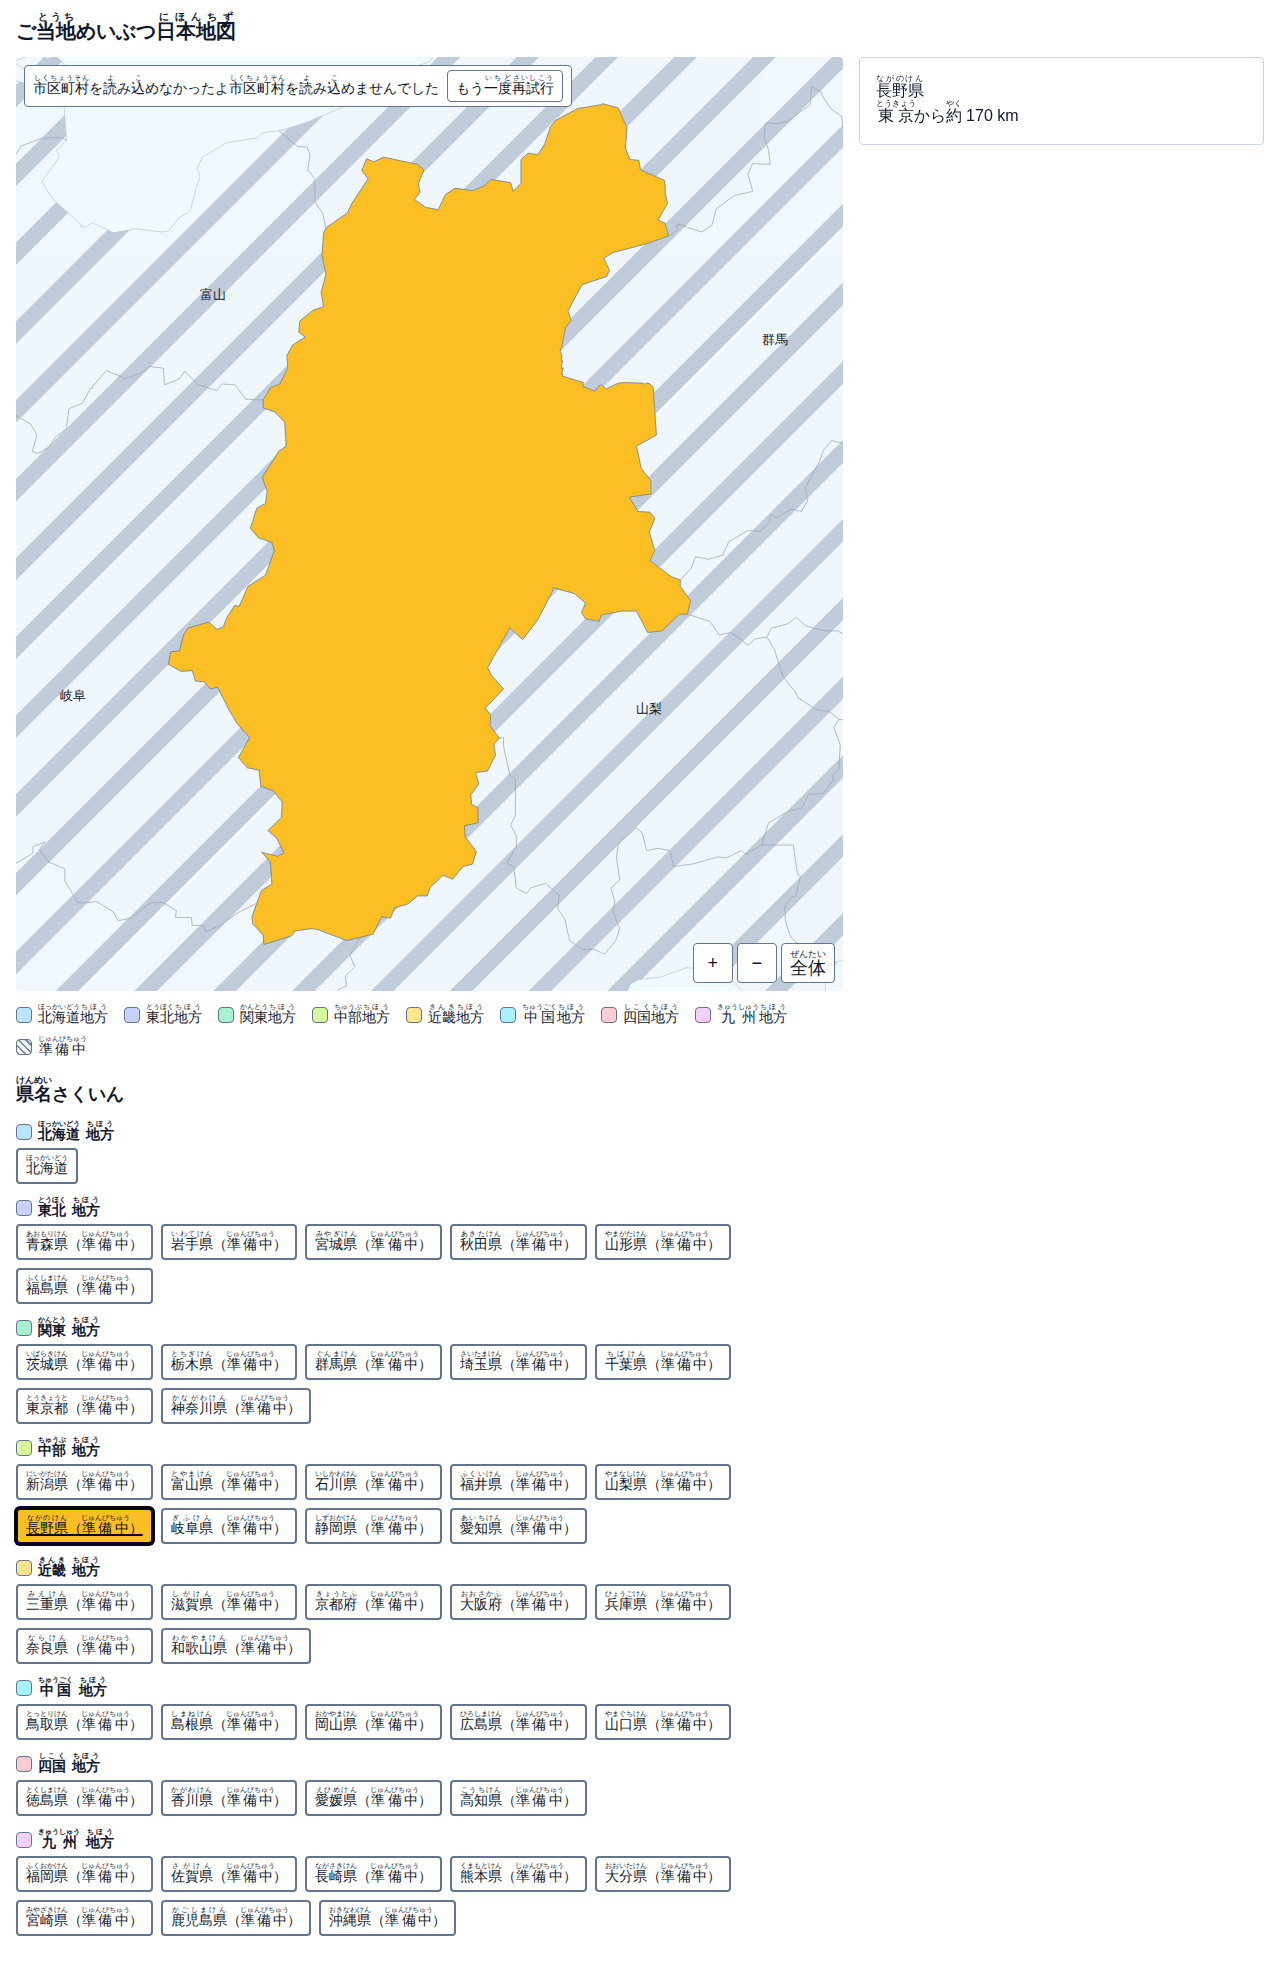 ご当地めいぶつ日本地図
市区町村を読み込めなかったよ市区町村を読み込めませんでした もう一度再試行
長野県
東京から約 170 km
富山
群馬
岐阜
山梨
+ − 全体
北海道地方 東北地方 関東地方 中部地方 近畿地方 中国地方 四国地方 九州地方
準備中
県名さくいん
北海道 地方
北海道
東北 地方
青森県（準備中） 岩手県（準備中） 宮城県（準備中） 秋田県（準備中） 山形県（準備中）
福島県（準備中）
関東 地方
茨城県（準備中） 栃木県（準備中） 群馬県（準備中） 埼玉県（準備中） 千葉県（準備中）
東京都（準備中） 神奈川県（準備中）
中部 地方
新潟県（準備中） 富山県（準備中） 石川県（準備中） 福井県（準備中） 山梨県（準備中）
長野県（準備中） 岐阜県（準備中） 静岡県（準備中） 愛知県（準備中）
近畿 地方
三重県（準備中） 滋賀県（準備中） 京都府（準備中） 大阪府（準備中） 兵庫県（準備中）
奈良県（準備中） 和歌山県（準備中）
中国 地方
鳥取県（準備中） 島根県（準備中） 岡山県（準備中） 広島県（準備中） 山口県（準備中）
四国 地方
徳島県（準備中） 香川県（準備中） 愛媛県（準備中） 高知県（準備中）
九州 地方
福岡県（準備中） 佐賀県（準備中） 長崎県（準備中） 熊本県（準備中） 大分県（準備中）
宮崎県（準備中） 鹿児島県（準備中） 沖縄県（準備中）